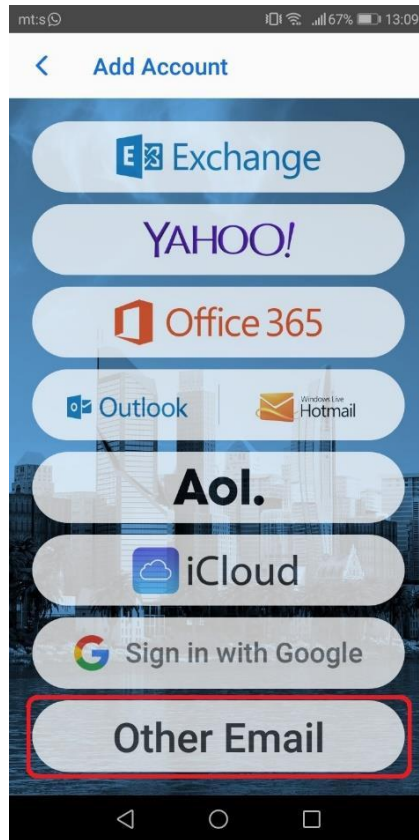 mt:s 67% 13:09
Add Account
E Exchange
YAHOO!
Office 365
Outlook Windows Live Hotmail
Aol.
iCloud
G Sign in with Google
Other Email